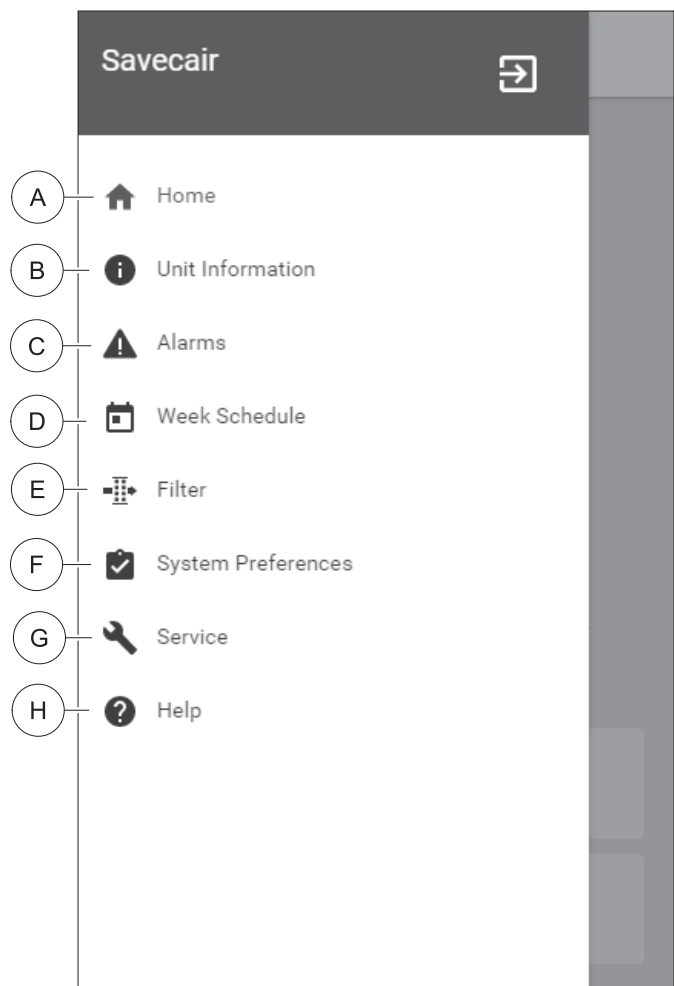 Savecair
A Home
B Unit Information
C Alarms
D Week Schedule
E Filter
F System Preferences
G Service
H Help